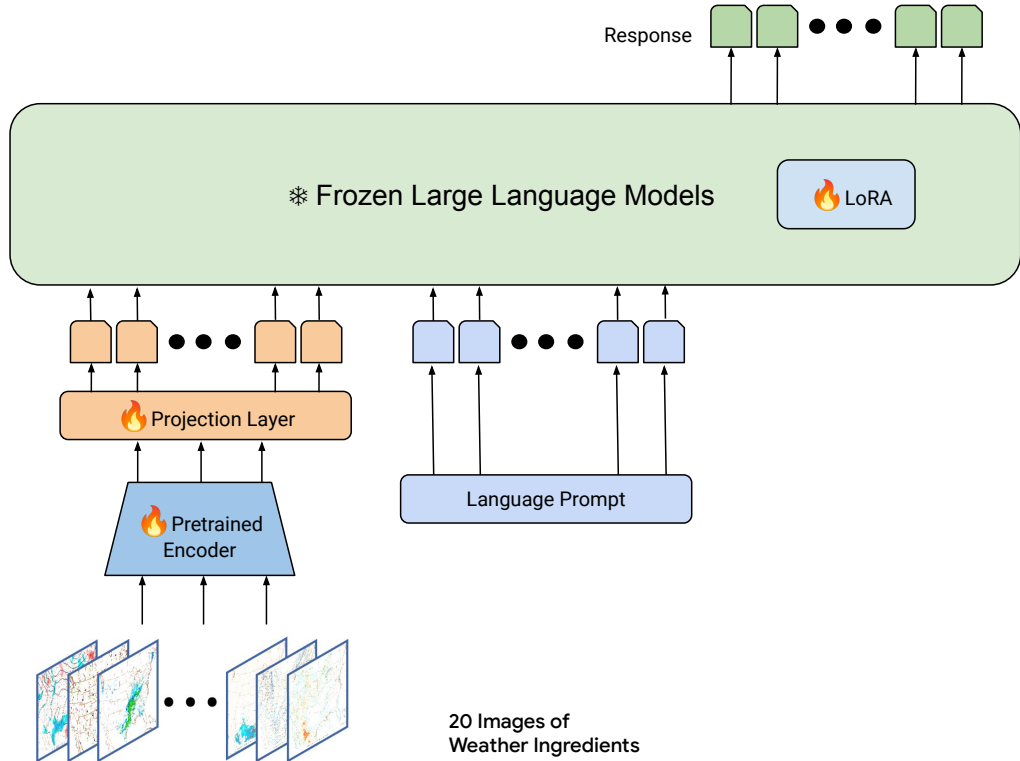 Response
❄ Frozen Large Language Models
🔥 LoRA
🔥 Projection Layer
Language Prompt
🔥 Pretrained
Encoder
20 Images of
Weather Ingredients